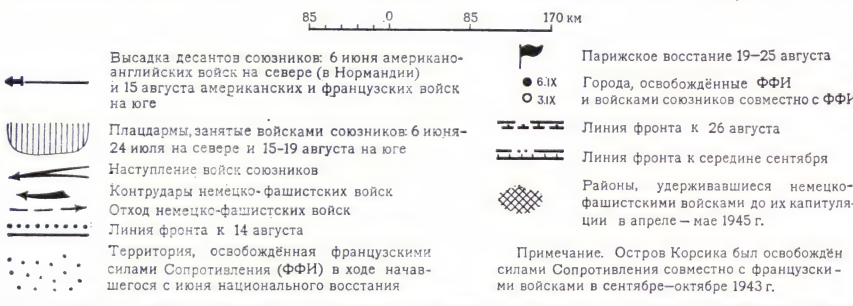 85 0 85 170 км
Высадка десантов союзников: 6 июня американо-
английских войск на севере (в Нормандии)
и 15 августа американских и французских войск
на юге
Плацдармы, занятые войсками союзников: 6 июня-
24 июля на севере и 15-19 августа на юге
Наступление войск союзников
Контрудары немецко-фашистских войск
Отход немецко-фашистских войск
Линия фронта к 14 августа
Территория, освобождённая французскими
силами Сопротивления (ФФИ) в ходе начав-
шегося с июня национального восстания
Парижское восстание 19–25 августа
6.IX Города, освобождённые ФФИ
3.IX и войсками союзников совместно с ФФИ
Линия фронта к 26 августа
Линия фронта к середине сентября
Районы, удерживавшиеся немецко-
фашистскими войсками до их капитуля-
ции в апреле – мае 1945 г.
Примечание. Остров Корсика был освобождён
силами Сопротивления совместно с французски-
ми войсками в сентябре–октябре 1943 г.